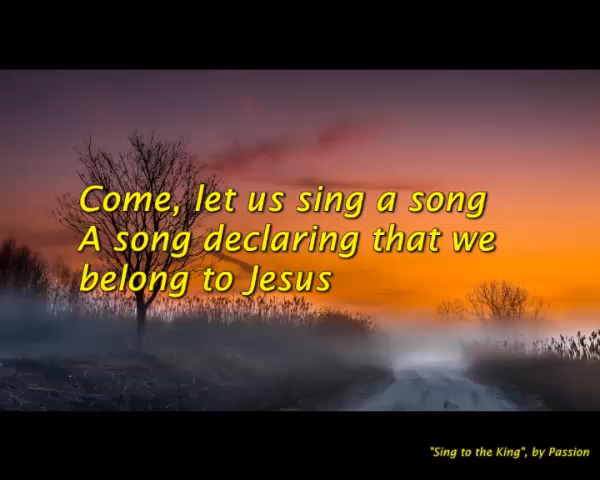 Come, let us sing a song
A song declaring that we
belong to Jesus
"Sing to the King", by Passion